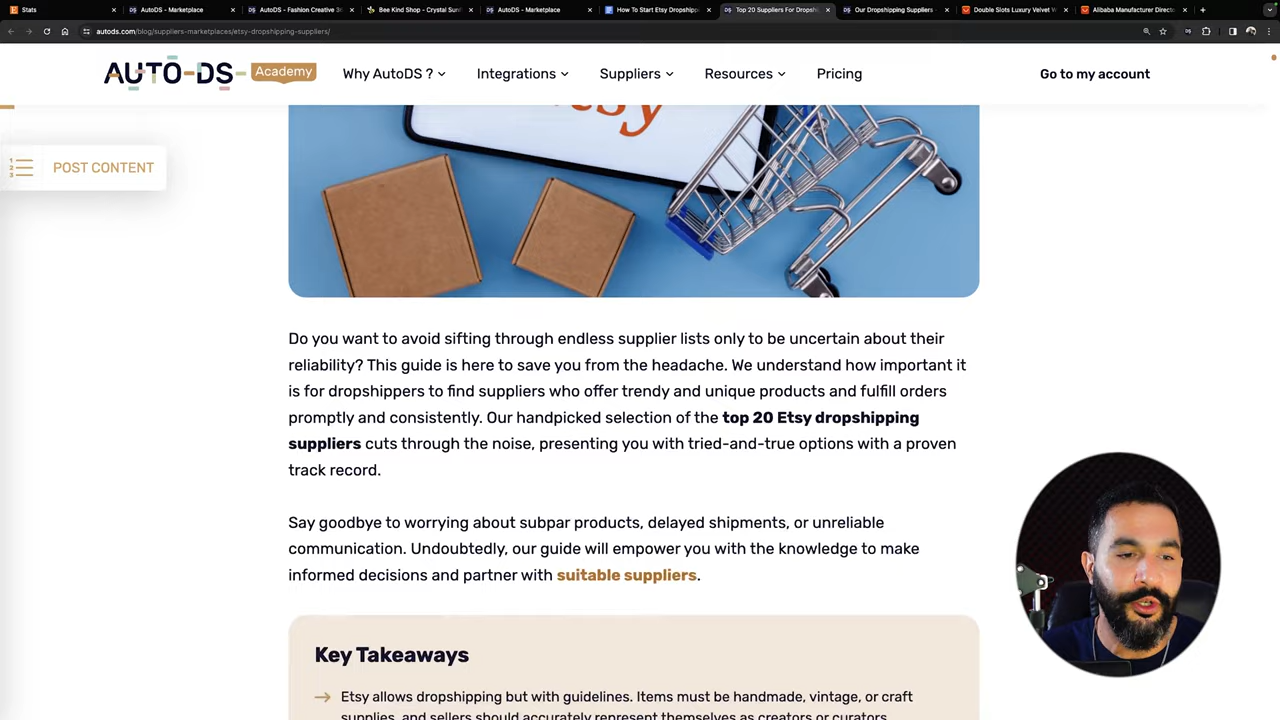 Stats
AutoDS - Marketplace
AutoDS - Fashion Creative 3
Bee Kind Shop - Crystal Sun
AutoDS - Marketplace
How To Start Etsy Dropshipp
Top 20 Suppliers For Dropsh
Our Dropshipping Suppliers
Double Slots Luxury Velvet W
Alibaba Manufacturer Direct
autods.com/blog/suppliers-marketplaces/etsy-dropshipping-suppliers/
AUTO-DS Academy
Why AutoDS ?
Integrations
Suppliers
Resources
Pricing
Go to my account
POST CONTENT
Etsy
Do you want to avoid sifting through endless supplier lists only to be uncertain about their
reliability? This guide is here to save you from the headache. We understand how important it
is for dropshippers to find suppliers who offer trendy and unique products and fulfill orders
promptly and consistently. Our handpicked selection of the top 20 Etsy dropshipping
suppliers cuts through the noise, presenting you with tried-and-true options with a proven
track record.
Say goodbye to worrying about subpar products, delayed shipments, or unreliable
communication. Undoubtedly, our guide will empower you with the knowledge to make
informed decisions and partner with suitable suppliers.
Key Takeaways
Etsy allows dropshipping but with guidelines. Items must be handmade, vintage, or craft
supplies, and sellers should accurately represent themselves as creators or curators